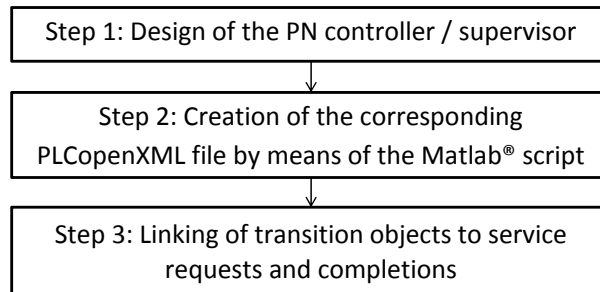 Step 1: Design of the PN controller / supervisor
Step 2: Creation of the corresponding
PLCopenXML file by means of the Matlab® script
Step 3: Linking of transition objects to service
requests and completions